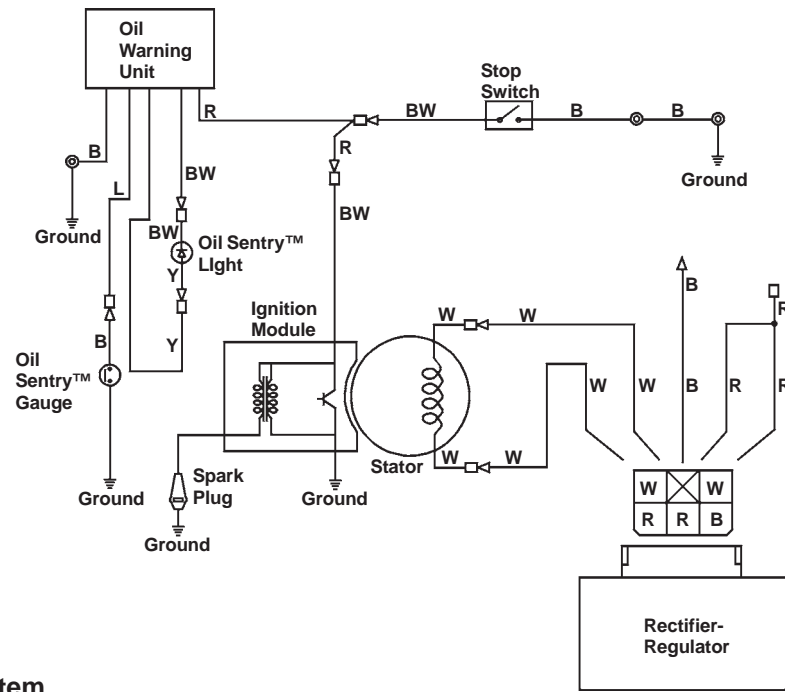 Oil
Warning
Unit
R
Stop
Switch
BW
B
B
B
R
BW
L
Ground
Ground
BW
BW
Oil Sentry™
LIght
Y
B
R
Ignition
Module
W
W
Y
B
Oil
Sentry™
Gauge
W
W
B
R
R
W
W
Stator
Spark
Plug
Ground
Ground
Ground
W
W
R
R
B
Rectifier-
Regulator
tem